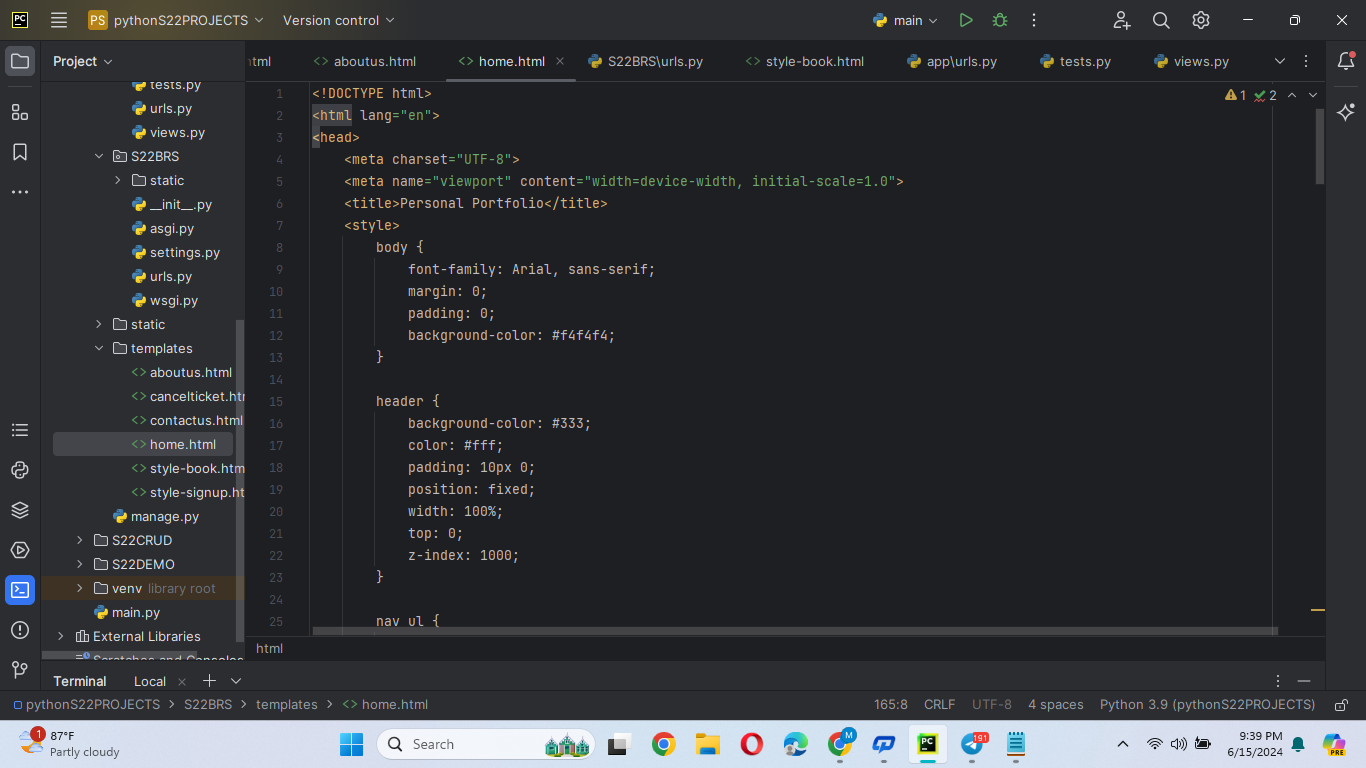 PC
PS pythonS22PROJECTS
Version control
main
Project
html
<> aboutus.html
<> home.html ×
S22BRS\urls.py
<> style-book.html
app\urls.py
tests.py
views.py
tests.py
urls.py
views.py
S22BRS
static
__init__.py
asgi.py
settings.py
urls.py
wsgi.py
static
templates
<> aboutus.html
<> cancelticket.htm
<> contactus.html
<> home.html
<> style-book.htm
<> style-signup.ht
manage.py
S22CRUD
S22DEMO
venv library root
main.py
External Libraries
Scratches and Consoles
1 2
1 <!DOCTYPE html>
2 <html lang="en">
3 <head>
4 <meta charset="UTF-8">
5 <meta name="viewport" content="width=device-width, initial-scale=1.0">
6 <title>Personal Portfolio</title>
7 <style>
8 body {
9 font-family: Arial, sans-serif;
10 margin: 0;
11 padding: 0;
12 background-color: #f4f4f4;
13 }
14
15 header {
16 background-color: #333;
17 color: #fff;
18 padding: 10px 0;
19 position: fixed;
20 width: 100%;
21 top: 0;
22 z-index: 1000;
23 }
24
25 nav ul {
html
Terminal Local × +
pythonS22PROJECTS > S22BRS > templates > <> home.html
165:8 CRLF UTF-8 4 spaces Python 3.9 (pythonS22PROJECTS)
1
87°F
Partly cloudy
Search
M
PC
191
9:39 PM
6/15/2024
PRE